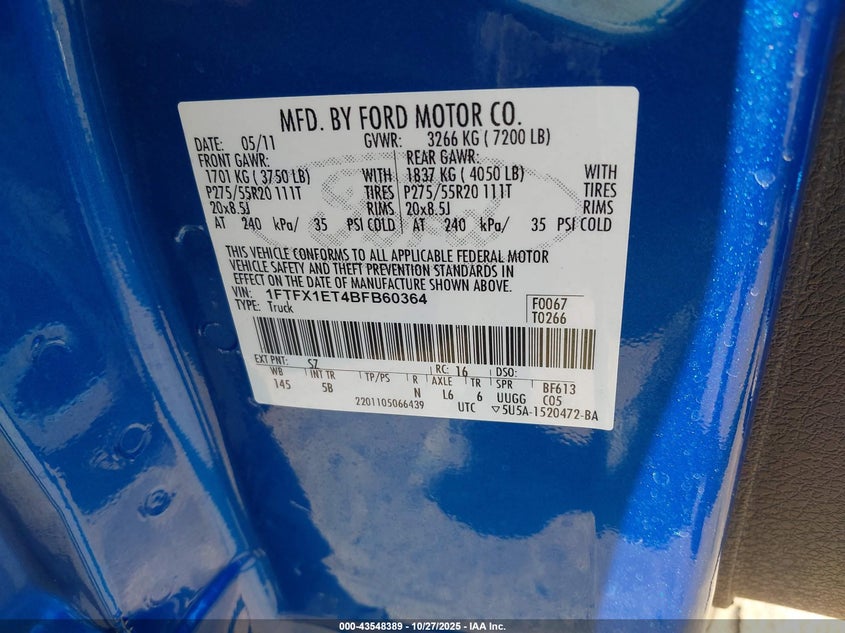 MFD. BY FORD MOTOR CO.
DATE: 05/11 GVWR: 3266 KG ( 7200 LB)
FRONT GAWR: REAR GAWR:
1701 KG ( 3750 LB) WITH 1837 KG ( 4050 LB) WITH
P275/55R20 111T TIRES P275/55R20 111T TIRES
20x8.5J RIMS 20x8.5J RIMS
AT 240 kPa/ 35 PSI COLD AT 240 kPa/ 35 PSI COLD
THIS VEHICLE CONFORMS TO ALL APPLICABLE FEDERAL MOTOR
VEHICLE SAFETY AND THEFT PREVENTION STANDARDS IN
EFFECT ON THE DATE OF MANUFACTURE SHOWN ABOVE.
VIN: 1FTFX1ET4BFB60364 F0067
TYPE: Truck T0266
EXT PNT: SZ RC: 16 DSO:
WB INT TR TP/PS R AXLE TR SPR BF613
145 5B N L6 6 UUGG C05
2201105066439 UTC ▽5U5A-1520472-BA
000-43548389 - 10/27/2025 - IAA Inc.